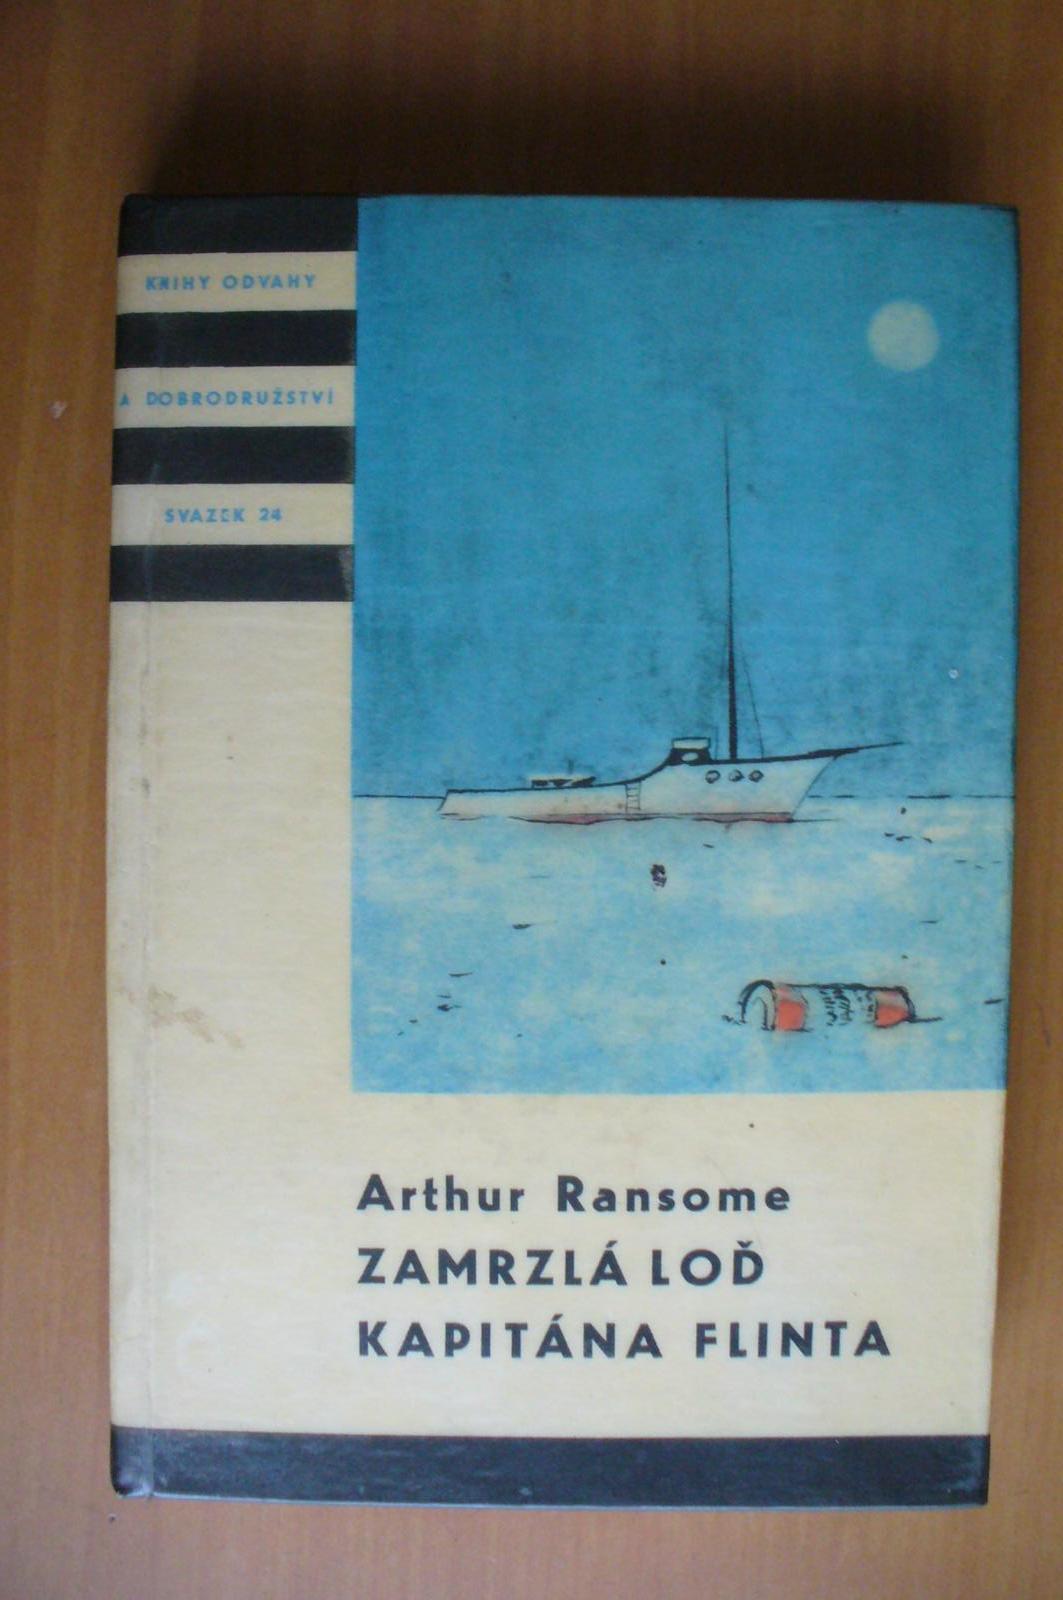 KNIHY ODVAHY
A DOBRODRUŽSTVÍ
SVAZEK 24
Arthur Ransome
ZAMRZLÁ LOĎ
KAPITÁNA FLINTA